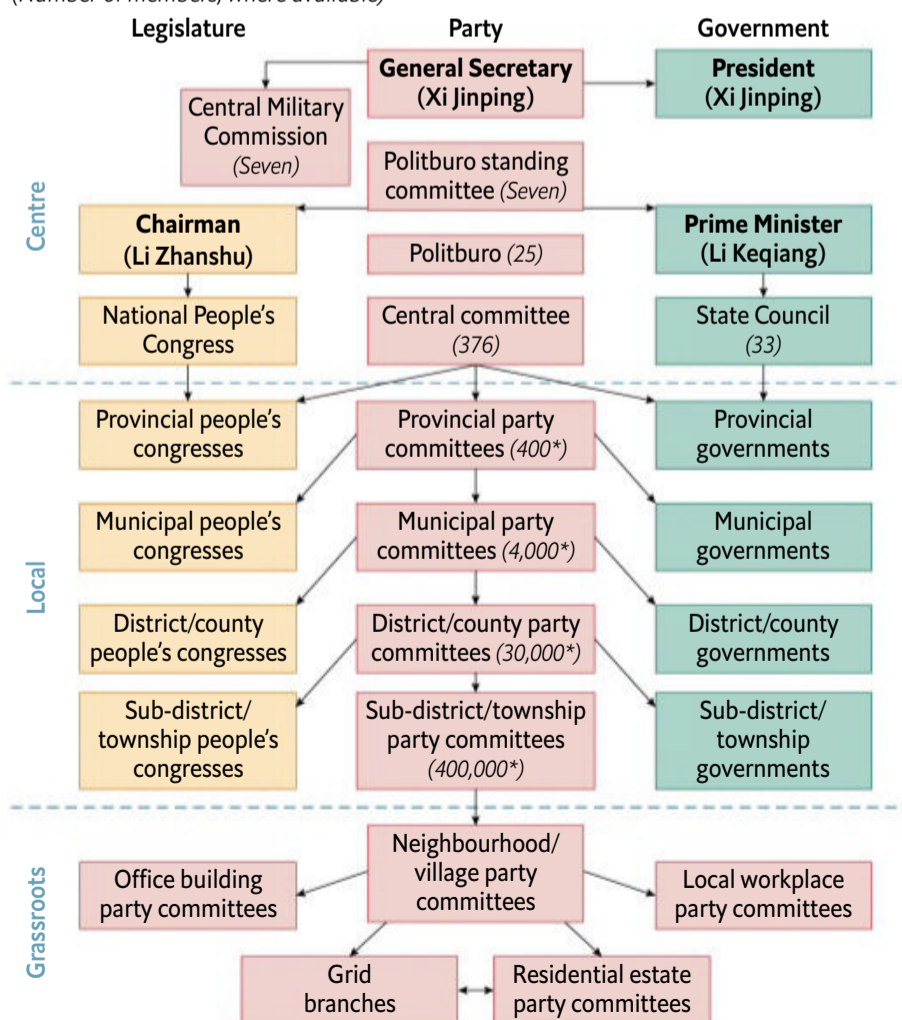 (Number of members, where available)
Legislature
Party
Government
General Secretary
(Xi Jinping)
President
(Xi Jinping)
Central Military
Commission
(Seven)
Politburo standing
committee (Seven)
Centre
Chairman
(Li Zhanshu)
Prime Minister
(Li Keqiang)
Politburo (25)
National People's
Congress
Central committee
(376)
State Council
(33)
Provincial people's
congresses
Provincial party
committees (400*)
Provincial
governments
Municipal people's
congresses
Municipal party
committees (4,000*)
Municipal
governments
Local
District/county
people's congresses
District/county party
committees (30,000*)
District/county
governments
Sub-district/
township people's
congresses
Sub-district/township
party committees
(400,000*)
Sub-district/
township
governments
Grassroots
Neighbourhood/
village party
committees
Office building
party committees
Local workplace
party committees
Grid
branches
Residential estate
party committees